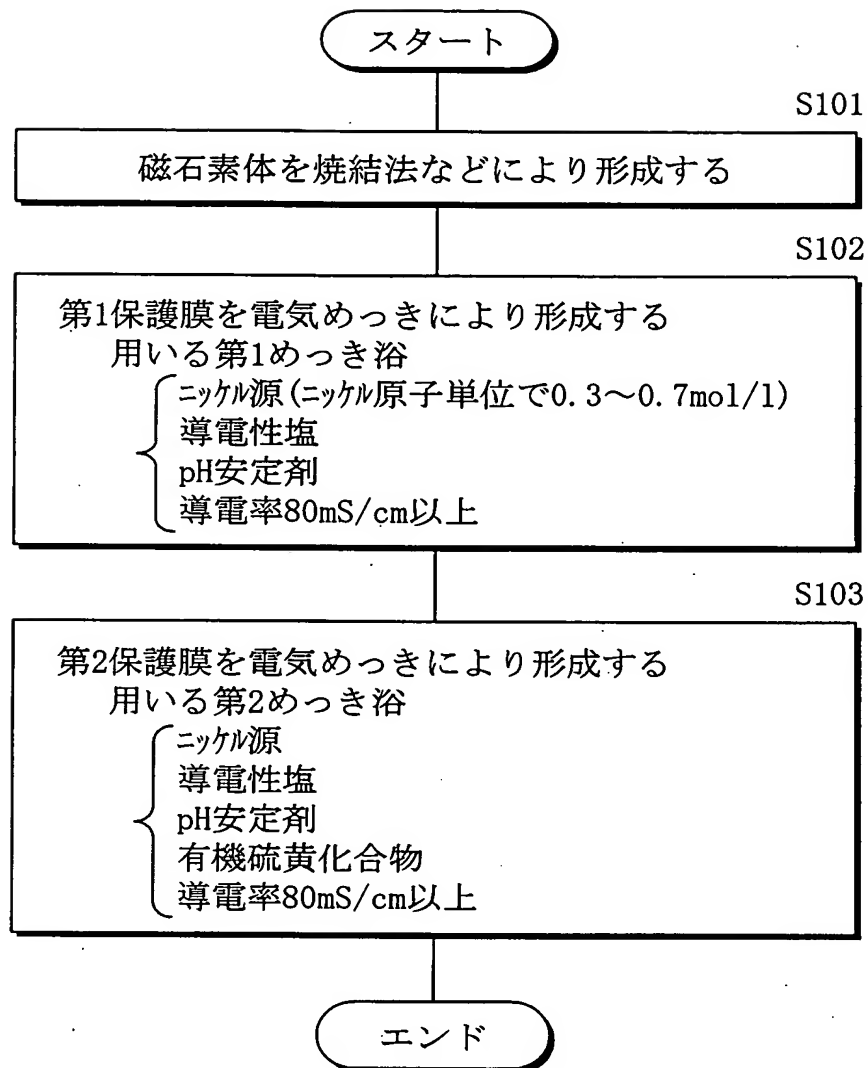 スタート
S101
磁石素体を焼結法などにより形成する
S102
第1保護膜を電気めっきにより形成する
用いる第1めっき浴
ニッケル源(ニッケル原子単位で0.3～0.7mol/l)
導電性塩
pH安定剤
導電率80mS/cm以上
S103
第2保護膜を電気めっきにより形成する
用いる第2めっき浴
ニッケル源
導電性塩
pH安定剤
有機硫黄化合物
導電率80mS/cm以上
エンド